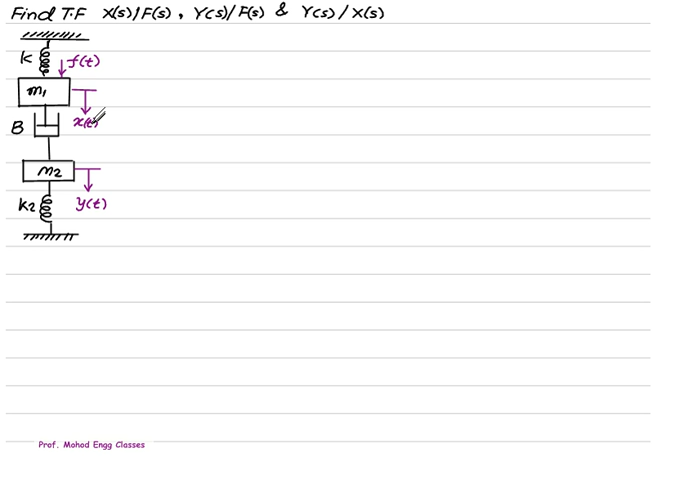 Find T.F X(s)/F(s), Y(s)/F(s) & Y(s)/X(s)
K
f(t)
m1
x(t)
B
m2
K2
y(t)
Prof. Mohod Engg Classes